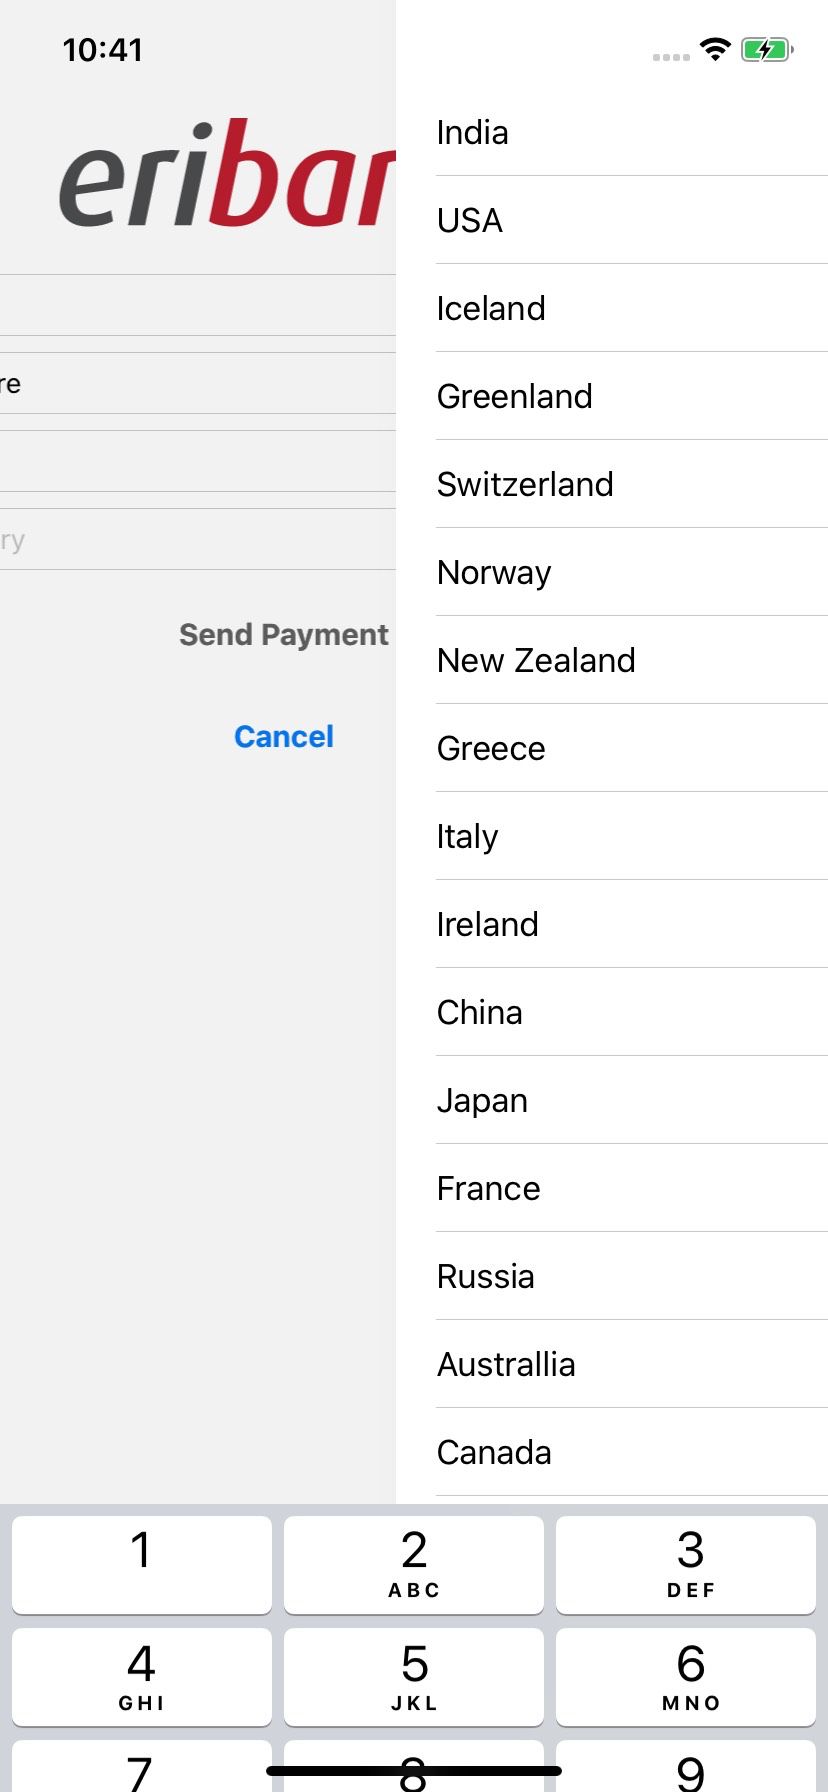 10:41
eriban
re
ry
Send Payment
Cancel
India
USA
Iceland
Greenland
Switzerland
Norway
New Zealand
Greece
Italy
Ireland
China
Japan
France
Russia
Australlia
Canada
1
2
ABC
3
DEF
4
GHI
5
JKL
6
MNO
7
8
9